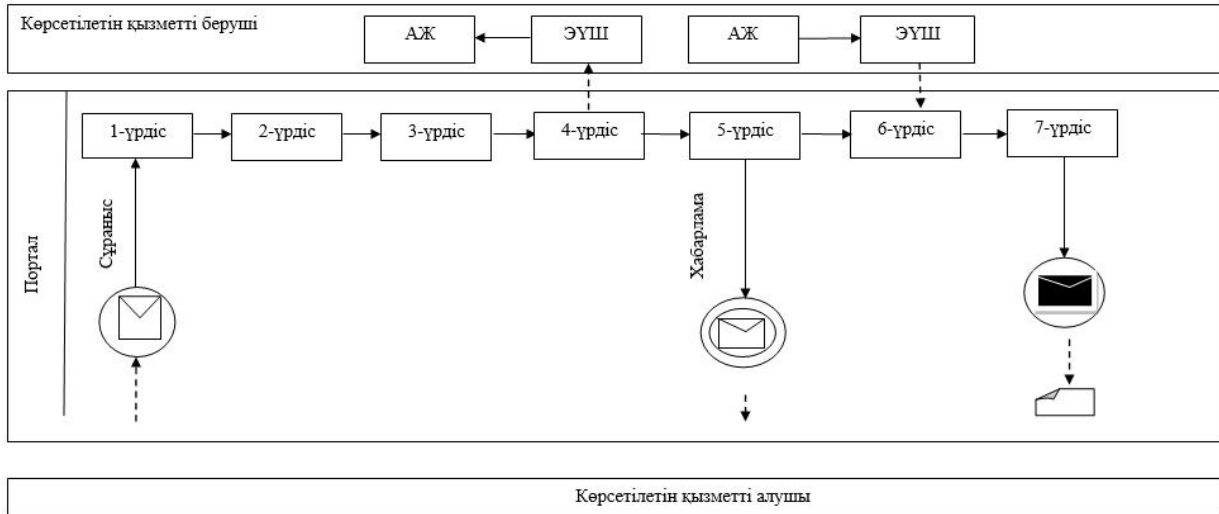 Көрсетілетін қызметті беруші
АЖ
ЭҮШ
АЖ
ЭҮШ
Портал
1-үрдіс
2-үрдіс
3-үрдіс
4-үрдіс
5-үрдіс
6-үрдіс
7-үрдіс
Сұраныс
Хабарлама
Көрсетілетін қызметті алушы